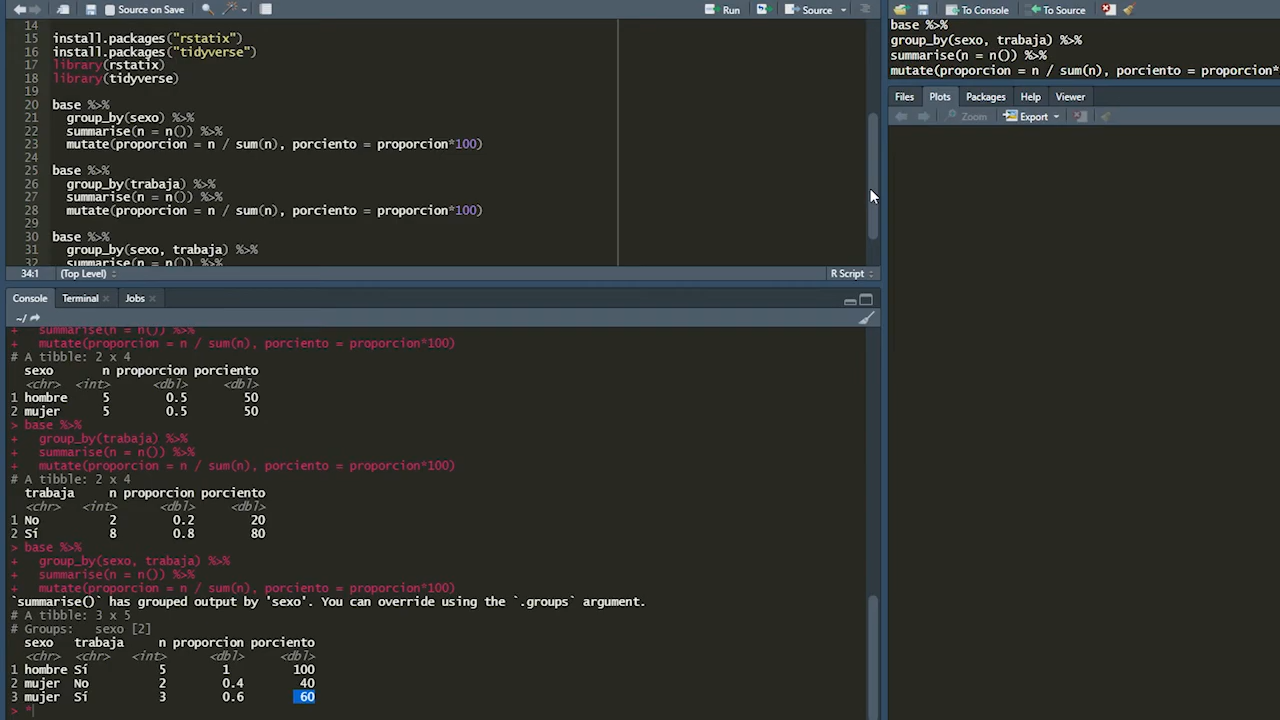 Source on Save
Run
Source
14
15 install.packages("rstatix")
16 install.packages("tidyverse")
17 library(rstatix)
18 library(tidyverse)
19
20 base %>%
21 group_by(sexo) %>%
22 summarise(n = n()) %>%
23 mutate(proporcion = n / sum(n), porciento = proporcion*100)
24
25 base %>%
26 group_by(trabaja) %>%
27 summarise(n = n()) %>%
28 mutate(proporcion = n / sum(n), porciento = proporcion*100)
29
30 base %>%
31 group_by(sexo, trabaja) %>%
32 summarise(n = n()) %>%
34:1 (Top Level) R Script
Console Terminal Jobs
~/
+ summarise(n = n()) %>%
+ mutate(proporcion = n / sum(n), porciento = proporcion*100)
# A tibble: 2 x 4
sexo n proporcion porciento
<chr> <int> <dbl> <dbl>
1 hombre 5 0.5 50
2 mujer 5 0.5 50
> base %>%
+ group_by(trabaja) %>%
+ summarise(n = n()) %>%
+ mutate(proporcion = n / sum(n), porciento = proporcion*100)
# A tibble: 2 x 4
trabaja n proporcion porciento
<chr> <int> <dbl> <dbl>
1 No 2 0.2 20
2 Sí 8 0.8 80
> base %>%
+ group_by(sexo, trabaja) %>%
+ summarise(n = n()) %>%
+ mutate(proporcion = n / sum(n), porciento = proporcion*100)
`summarise()` has grouped output by 'sexo'. You can override using the `.groups` argument.
# A tibble: 3 x 5
# Groups: sexo [2]
sexo trabaja n proporcion porciento
<chr> <chr> <int> <dbl> <dbl>
1 hombre Sí 5 1 100
2 mujer No 2 0.4 40
3 mujer Sí 3 0.6 60
>
To Console To Source
base %>%
group_by(sexo, trabaja) %>%
summarise(n = n()) %>%
mutate(proporcion = n / sum(n), porciento = proporcion*
Files Plots Packages Help Viewer
Zoom Export